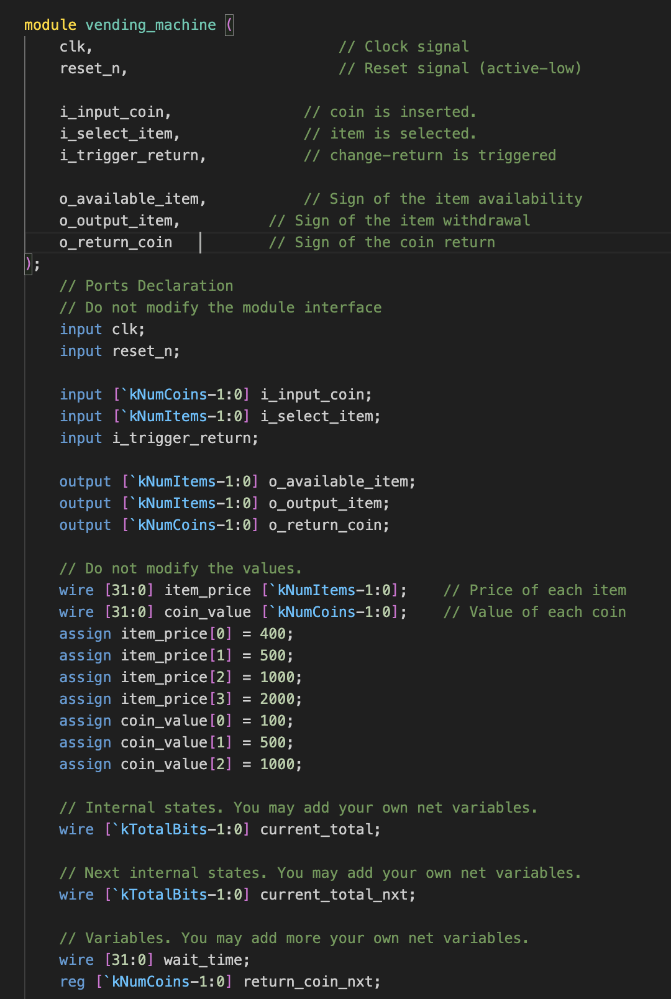 module vending_machine (
clk, // Clock signal
reset_n, // Reset signal (active-low)
i_input_coin, // coin is inserted.
i_select_item, // item is selected.
i_trigger_return, // change-return is triggered
o_available_item, // Sign of the item availability
o_output_item, // Sign of the item withdrawal
o_return_coin // Sign of the coin return
);
// Ports Declaration
// Do not modify the module interface
input clk;
input reset_n;
input [`kNumCoins-1:0] i_input_coin;
input [`kNumItems-1:0] i_select_item;
input i_trigger_return;
output [`kNumItems-1:0] o_available_item;
output [`kNumItems-1:0] o_output_item;
output [`kNumCoins-1:0] o_return_coin;
// Do not modify the values.
wire [31:0] item_price [`kNumItems-1:0]; // Price of each item
wire [31:0] coin_value [`kNumCoins-1:0]; // Value of each coin
assign item_price[0] = 400;
assign item_price[1] = 500;
assign item_price[2] = 1000;
assign item_price[3] = 2000;
assign coin_value[0] = 100;
assign coin_value[1] = 500;
assign coin_value[2] = 1000;
// Internal states. You may add your own net variables.
wire [`kTotalBits-1:0] current_total;
// Next internal states. You may add your own net variables.
wire [`kTotalBits-1:0] current_total_nxt;
// Variables. You may add more your own net variables.
wire [31:0] wait_time;
reg [`kNumCoins-1:0] return_coin_nxt;